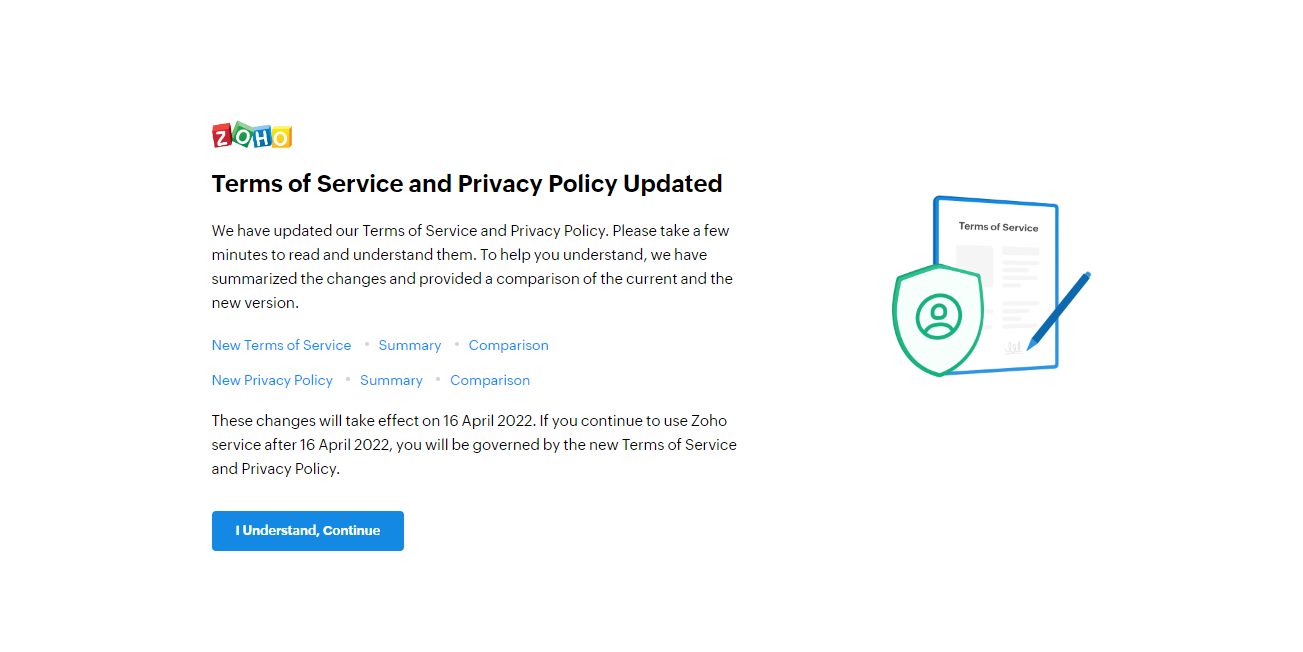 ZOHO
Terms of Service and Privacy Policy Updated
We have updated our Terms of Service and Privacy Policy. Please take a few
minutes to read and understand them. To help you understand, we have
summarized the changes and provided a comparison of the current and the
new version.
New Terms of Service • Summary • Comparison
New Privacy Policy • Summary • Comparison
These changes will take effect on 16 April 2022. If you continue to use Zoho
service after 16 April 2022, you will be governed by the new Terms of Service
and Privacy Policy.
I Understand, Continue
Terms of Service